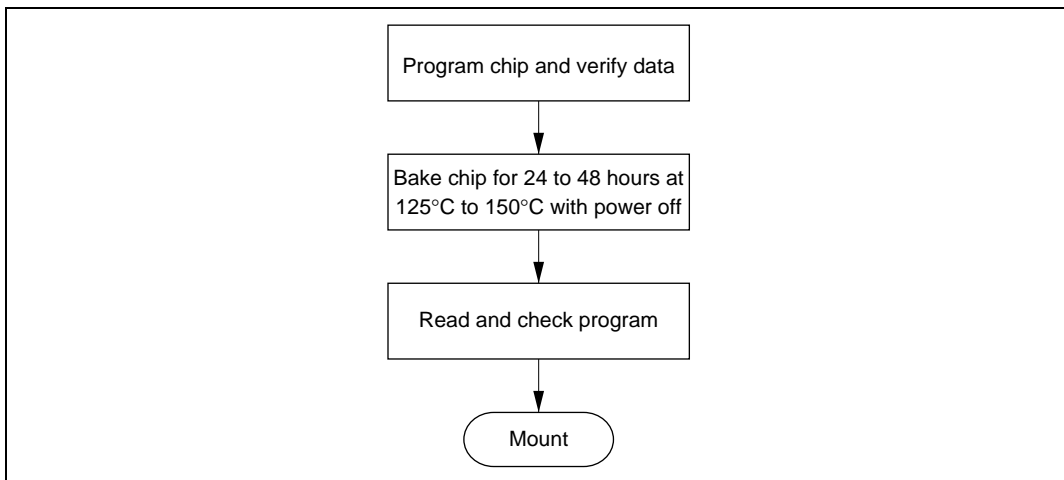 Program chip and verify data
Bake chip for 24 to 48 hours at
125°C to 150°C with power off
Read and check program
Mount